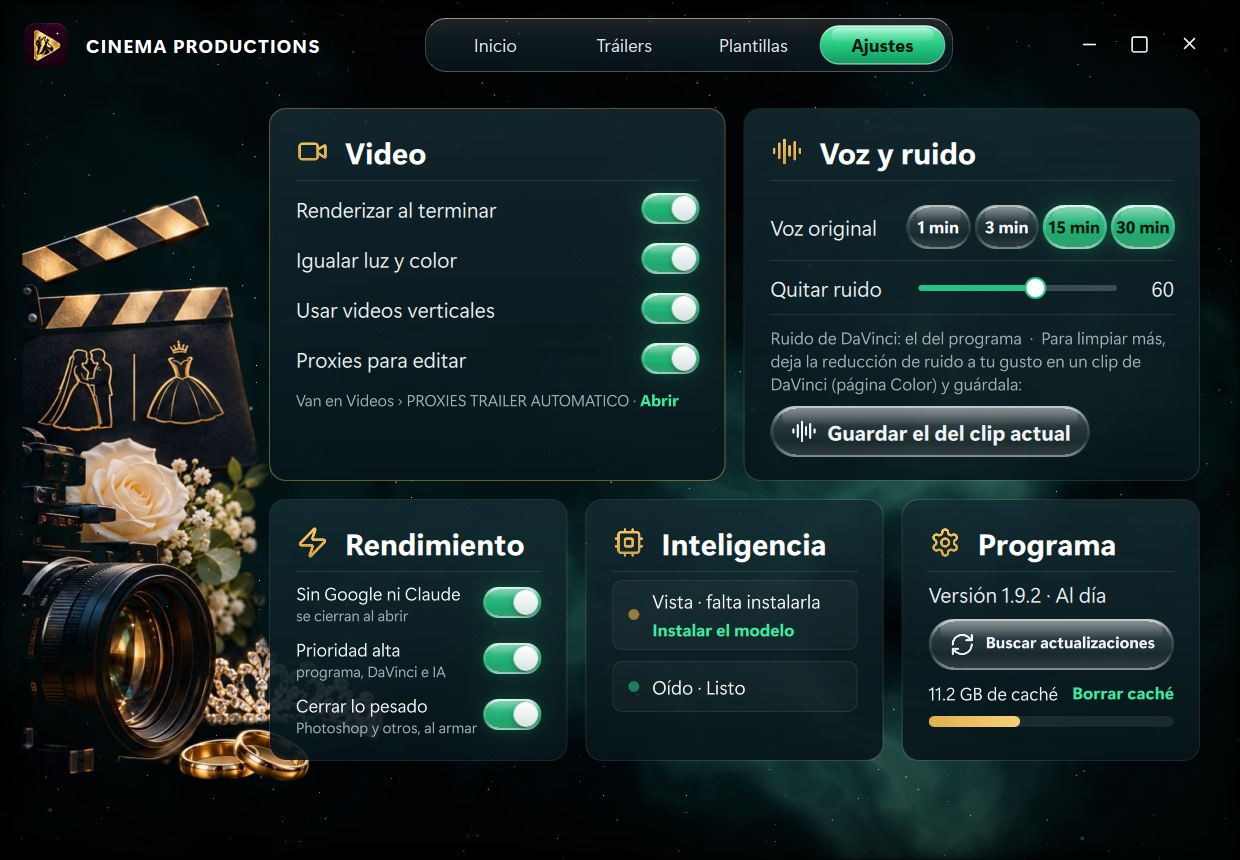 CINEMA PRODUCTIONS
Inicio
Tráilers
Plantillas
Ajustes
Video
Renderizar al terminar
Igualar luz y color
Usar videos verticales
Proxies para editar
Van en Videos › PROXIES TRAILER AUTOMATICO · Abrir
Voz y ruido
Voz original
1 min
3 min
15 min
30 min
Quitar ruido
60
Ruido de DaVinci: el del programa · Para limpiar más,
deja la reducción de ruido a tu gusto en un clip de
DaVinci (página Color) y guárdala:
Guardar el del clip actual
Rendimiento
Sin Google ni Claude
se cierran al abrir
Prioridad alta
programa, DaVinci e IA
Cerrar lo pesado
Photoshop y otros, al armar
Inteligencia
Vista · falta instalarla
Instalar el modelo
Oído · Listo
Programa
Versión 1.9.2 · Al día
Buscar actualizaciones
11.2 GB de caché
Borrar caché